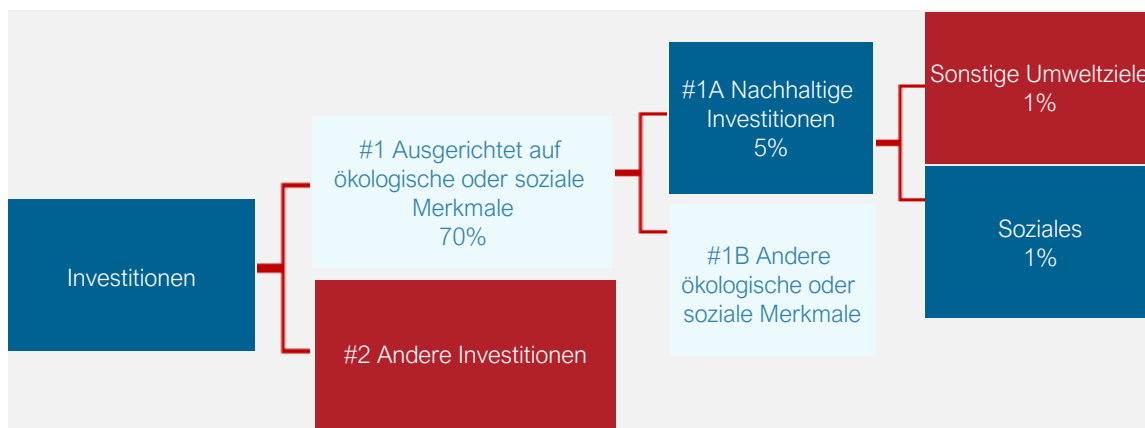 Investitionen
#1 Ausgerichtet auf
ökologische oder soziale
Merkmale
70%
#2 Andere Investitionen
#1A Nachhaltige
Investitionen
5%
#1B Andere
ökologische oder
soziale Merkmale
Sonstige Umweltziele
1%
Soziales
1%